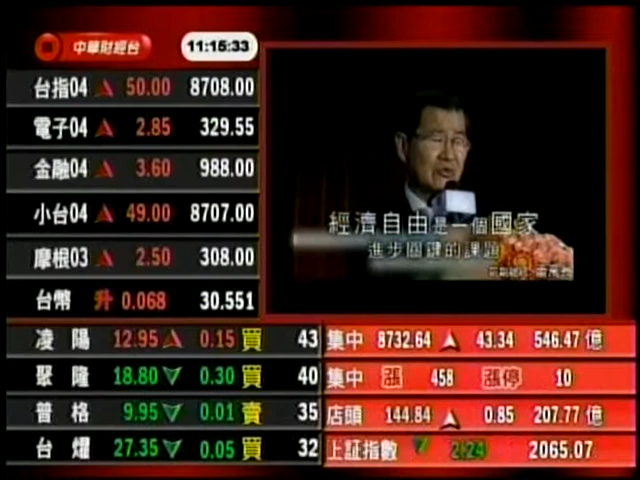 中華財經台 11:15:33
台指04 50.00 8708.00
電子04 2.85 329.55
金融04 3.60 988.00
小台04 49.00 8707.00
摩根03 2.50 308.00
台幣 升 0.068 30.551
經濟自由是一個國家
進步關鍵的課題
凌陽 12.95 0.15 買 43
聚隆 18.80 0.30 買 40
普格 9.95 0.01 賣 35
台燿 27.35 0.05 買 32
集中 8732.64 43.34 546.47 億
集中 漲 458 漲停 10
店頭 144.84 0.85 207.77 億
上証指數 2.24 2065.07